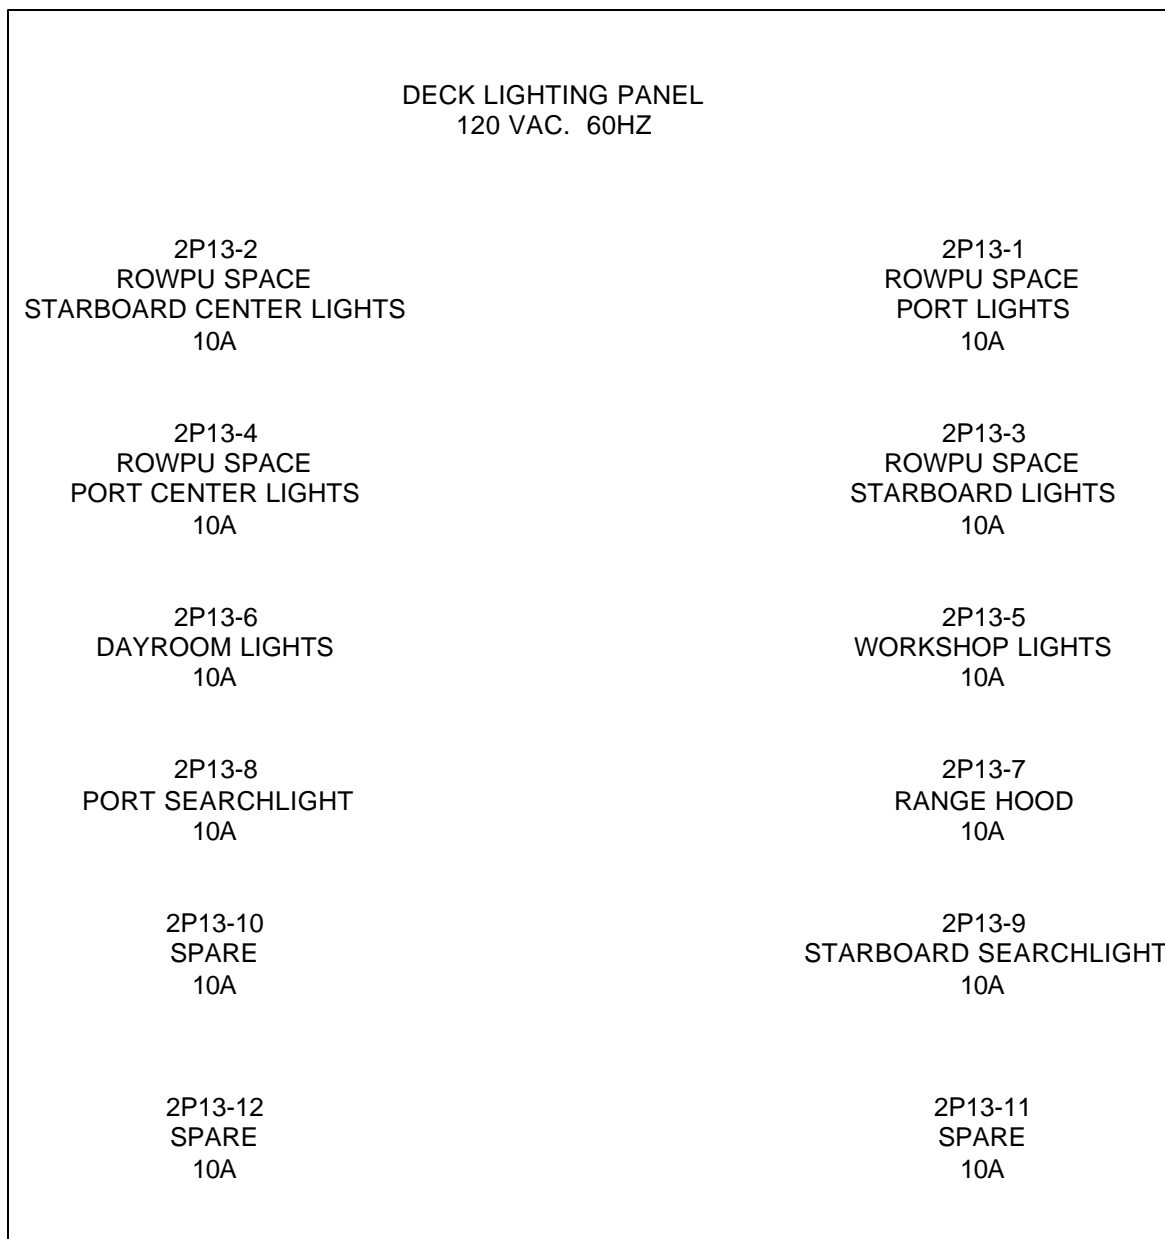 DECK LIGHTING PANEL
120 VAC.  60HZ
2P13-2
ROWPU SPACE
STARBOARD CENTER LIGHTS
10A
2P13-1
ROWPU SPACE
PORT LIGHTS
10A
2P13-4
ROWPU SPACE
PORT CENTER LIGHTS
10A
2P13-3
ROWPU SPACE
STARBOARD LIGHTS
10A
2P13-6
DAYROOM LIGHTS
10A
2P13-5
WORKSHOP LIGHTS
10A
2P13-8
PORT SEARCHLIGHT
10A
2P13-7
RANGE HOOD
10A
2P13-10
SPARE
10A
2P13-9
STARBOARD SEARCHLIGHT
10A
2P13-12
SPARE
10A
2P13-11
SPARE
10A